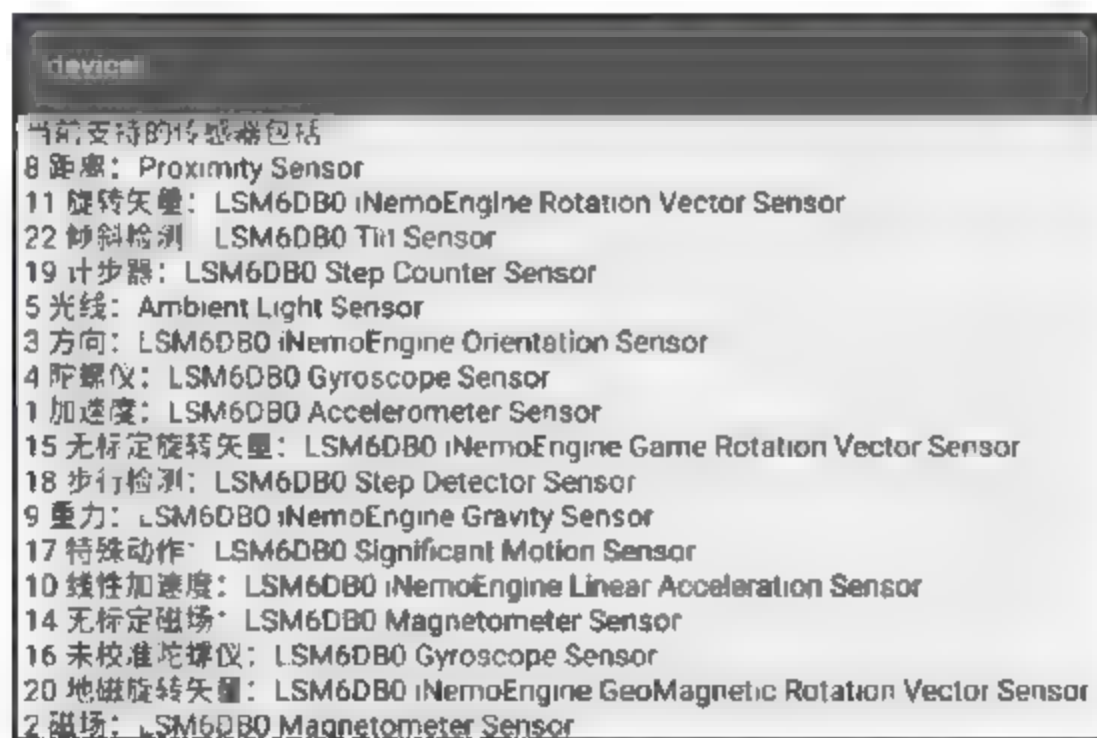 device
当前支持的传感器包括
8 距离：Proximity Sensor
11 旋转矢量：LSM6DB0 iNemoEngine Rotation Vector Sensor
22 倾斜检测 LSM6DB0 Tilt Sensor
19 计步器：LSM6DB0 Step Counter Sensor
5 光线：Ambient Light Sensor
3 方向：LSM6DB0 iNemoEngine Orientation Sensor
4 陀螺仪：LSM6DB0 Gyroscope Sensor
1 加速度：LSM6DB0 Accelerometer Sensor
15 无标定旋转矢量：LSM6DB0 iNemoEngine Game Rotation Vector Sensor
18 步行检测：LSM6DB0 Step Detector Sensor
9 重力：LSM6DB0 iNemoEngine Gravity Sensor
17 特殊动作：LSM6DB0 Significant Motion Sensor
10 线性加速度：LSM6DB0 iNemoEngine Linear Acceleration Sensor
14 无标定磁场：LSM6DB0 Magnetometer Sensor
16 未校准陀螺仪：LSM6DB0 Gyroscope Sensor
20 地磁旋转矢量：LSM6DB0 iNemoEngine GeoMagnetic Rotation Vector Sensor
2 磁场：LSM6DB0 Magnetometer Sensor